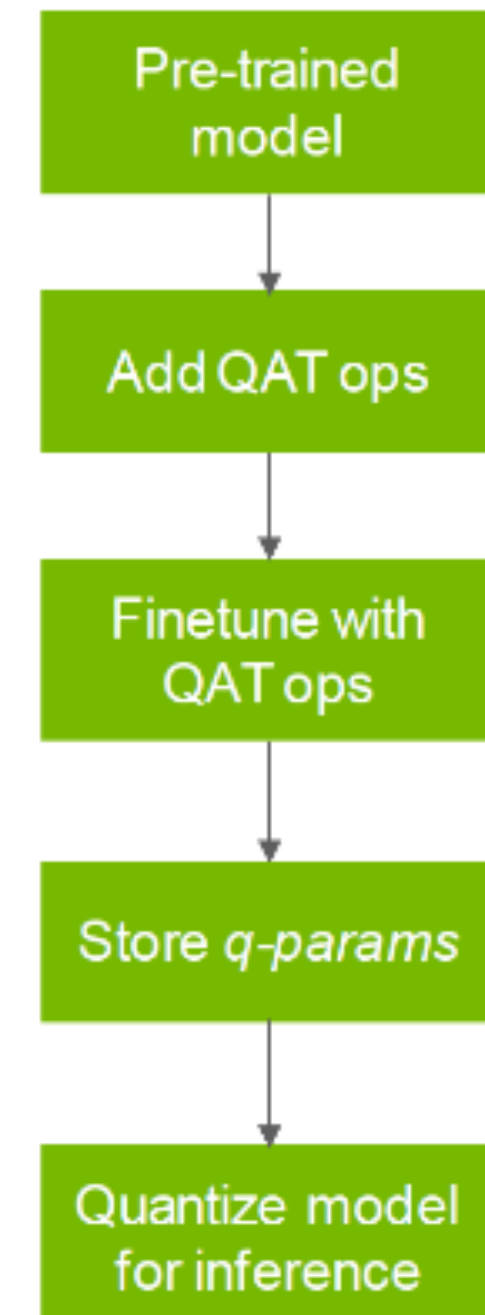 Pre-trained
model
Add QAT ops
Finetune with
QAT ops
Store q-params
Quantize model
for inference